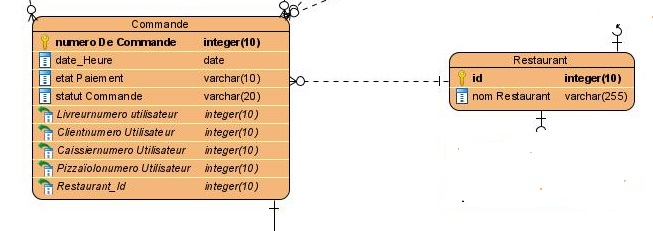 Commande
numero De Commande integer(10)
date_Heure date
etat Paiement varchar(10)
statut Commande varchar(20)
Livreurnumero utilisateur integer(10)
Clientnumero Utilisateur integer(10)
Caissiernumero Utilisateur integer(10)
Pizzaïolonumero Utilisateur integer(10)
Restaurant_Id integer(10)
Restaurant
id integer(10)
nom Restaurant varchar(255)